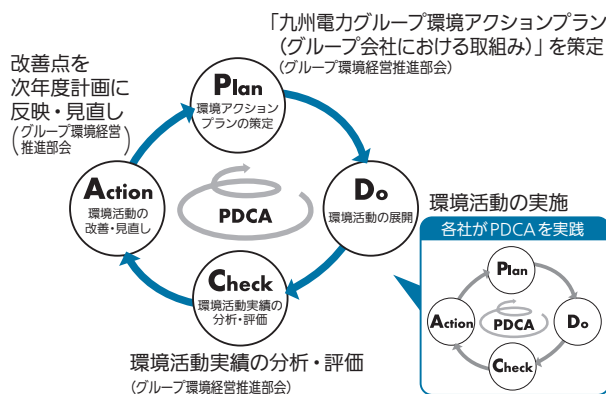 「九州電力グループ環境アクションプラン
（グループ会社における取組み）」を策定
（グループ環境経営推進部会）
改善点を
次年度計画に
反映・見直し
（グループ環境経営
推進部会）
Plan
環境アクション
プランの策定
Action
環境活動の
改善・見直し
PDCA
Do
環境活動の展開
Check
環境活動実績の
分析・評価
環境活動実績の分析・評価
（グループ環境経営推進部会）
環境活動の実施
各社がPDCAを実践
Plan
Action
PDCA
Do
Check